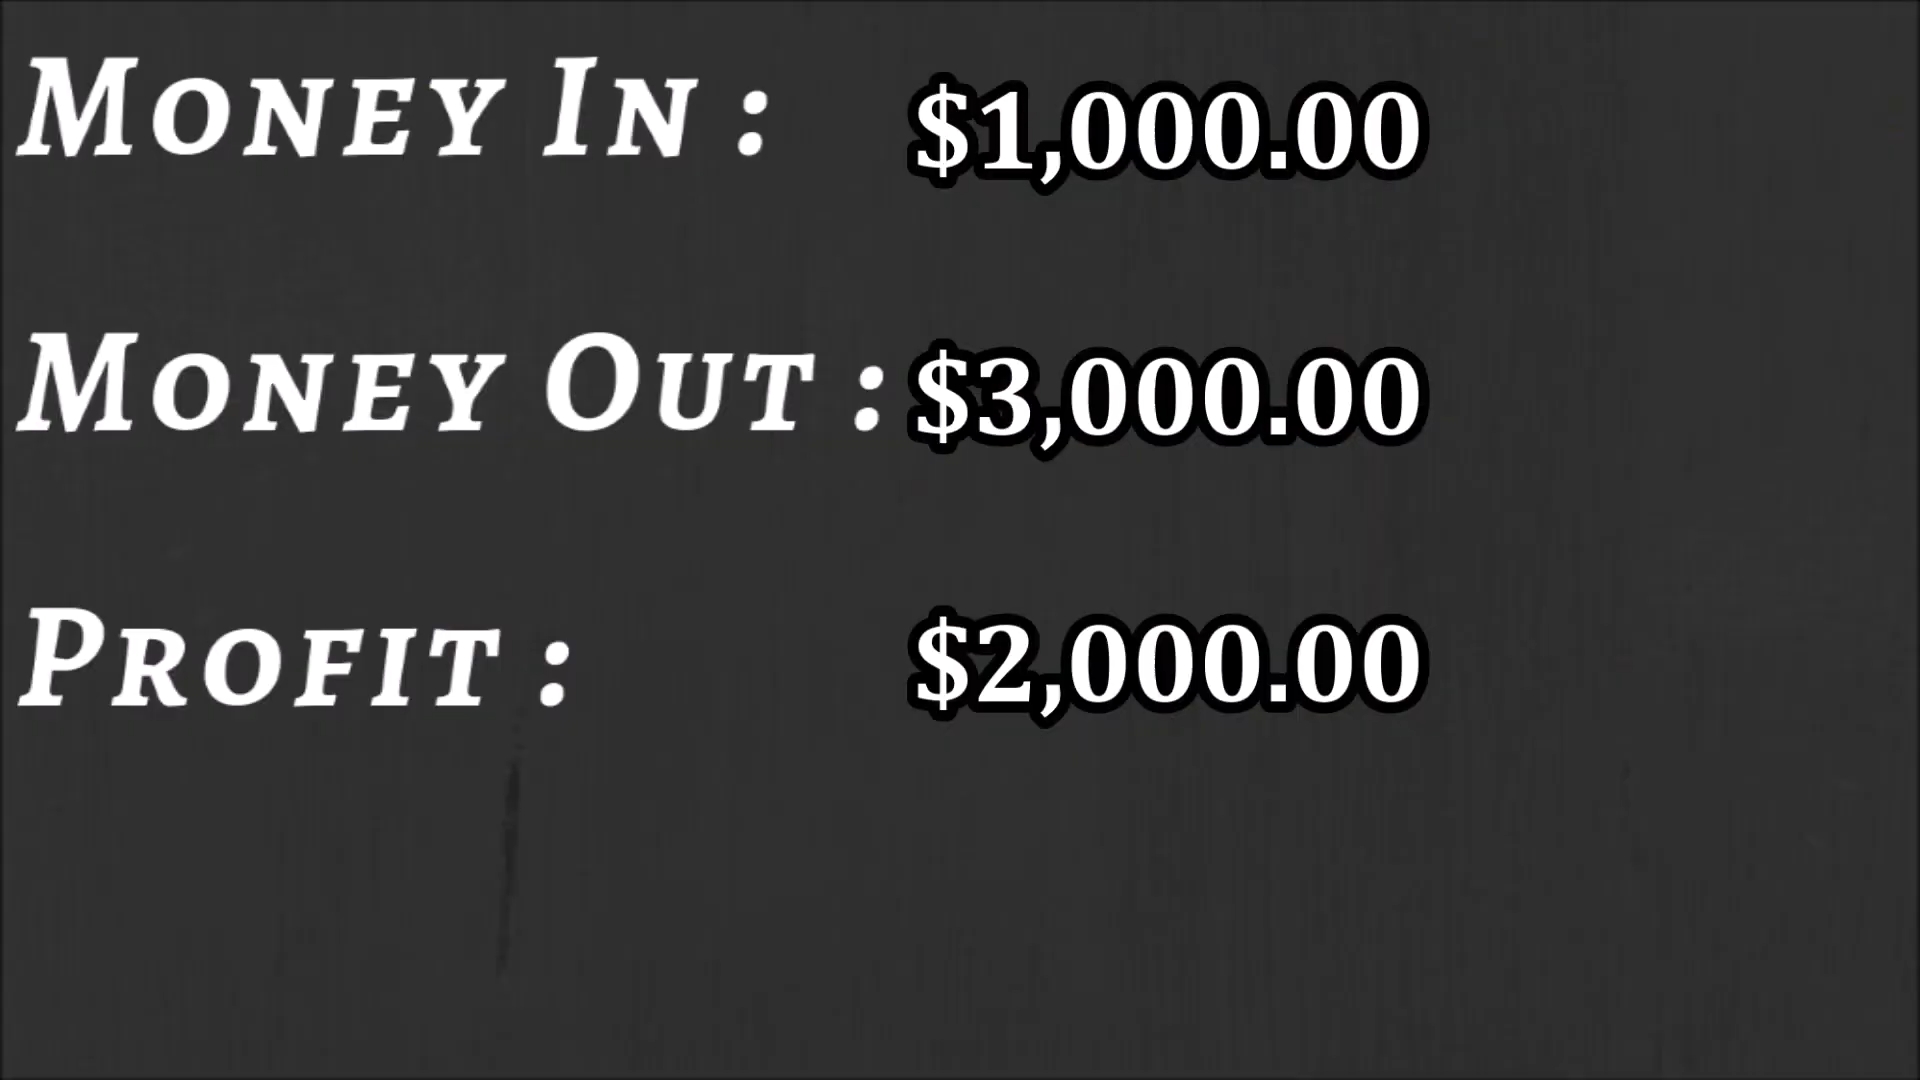 Money In : $1,000.00
Money Out : $3,000.00
Profit : $2,000.00